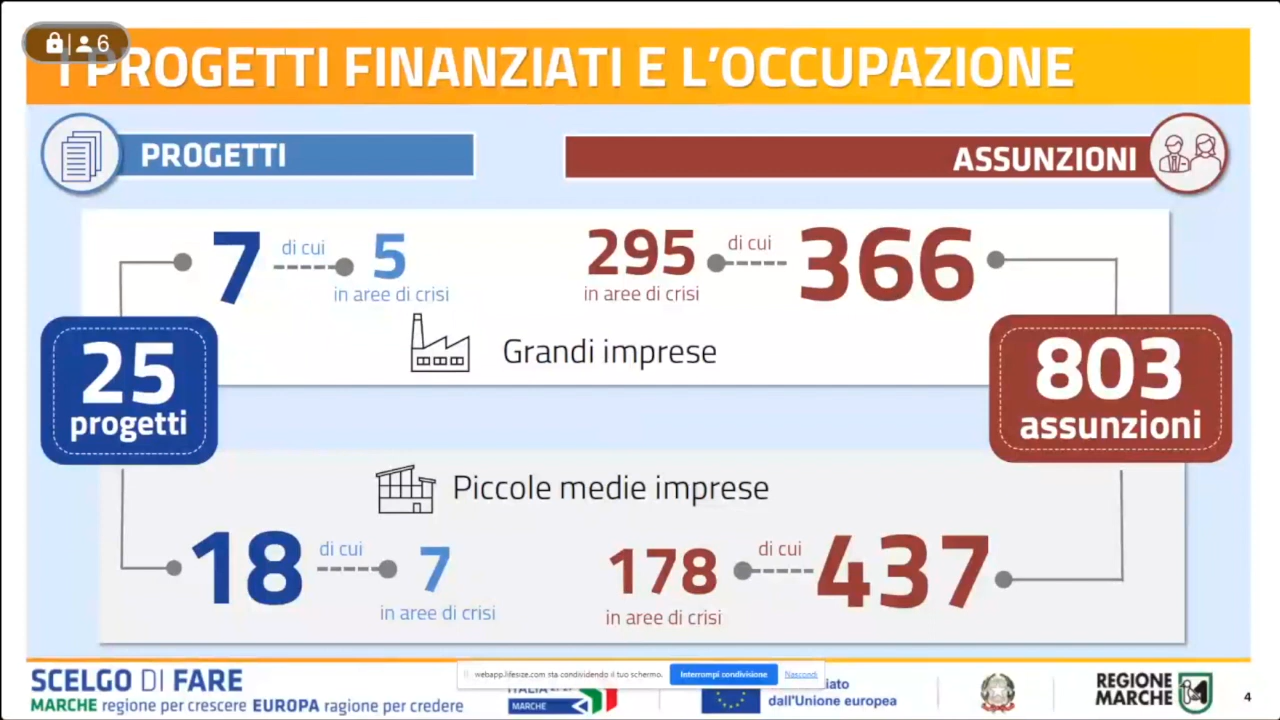 6
I PROGETTI FINANZIATI E L'OCCUPAZIONE
PROGETTI
ASSUNZIONI
7 di cui 5
in aree di crisi
295 di cui 366
in aree di crisi
Grandi imprese
25
progetti
803
assunzioni
Piccole medie imprese
18 di cui 7
in aree di crisi
178 di cui 437
in aree di crisi
SCELGO DI FARE
MARCHE regione per crescere EUROPA ragione per credere
webapp.lifesize.com sta condividendo il tuo schermo.
Interrompi condivisione
Nascondi
ITALIA
MARCHE
dall'Unione europea
REGIONE
MARCHE
4